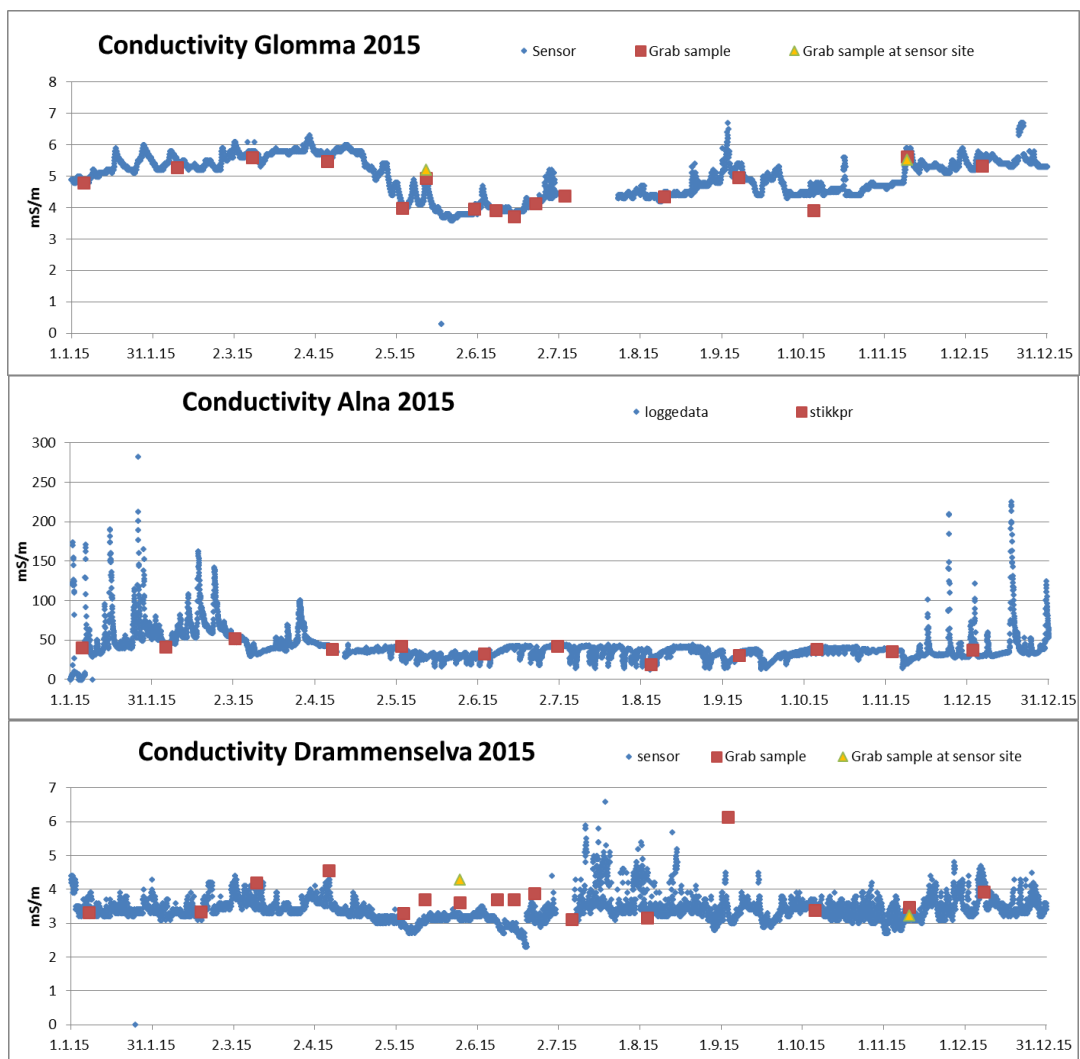 Conductivity Glomma 2015
Sensor Grab sample Grab sample at sensor site
8
7
6
5
4
3
2
1
0
mS/m
1.1.15 31.1.15 2.3.15 2.4.15 2.5.15 2.6.15 2.7.15 1.8.15 1.9.15 1.10.15 1.11.15 1.12.15 31.12.15
Conductivity Alna 2015
loggedata stikkpr
300
250
200
150
100
50
0
mS/m
1.1.15 31.1.15 2.3.15 2.4.15 2.5.15 2.6.15 2.7.15 1.8.15 1.9.15 1.10.15 1.11.15 1.12.15 31.12.15
Conductivity Drammenselva 2015
sensor Grab sample Grab sample at sensor site
7
6
5
4
3
2
1
0
mS/m
1.1.15 31.1.15 2.3.15 2.4.15 2.5.15 2.6.15 2.7.15 1.8.15 1.9.15 1.10.15 1.11.15 1.12.15 31.12.15